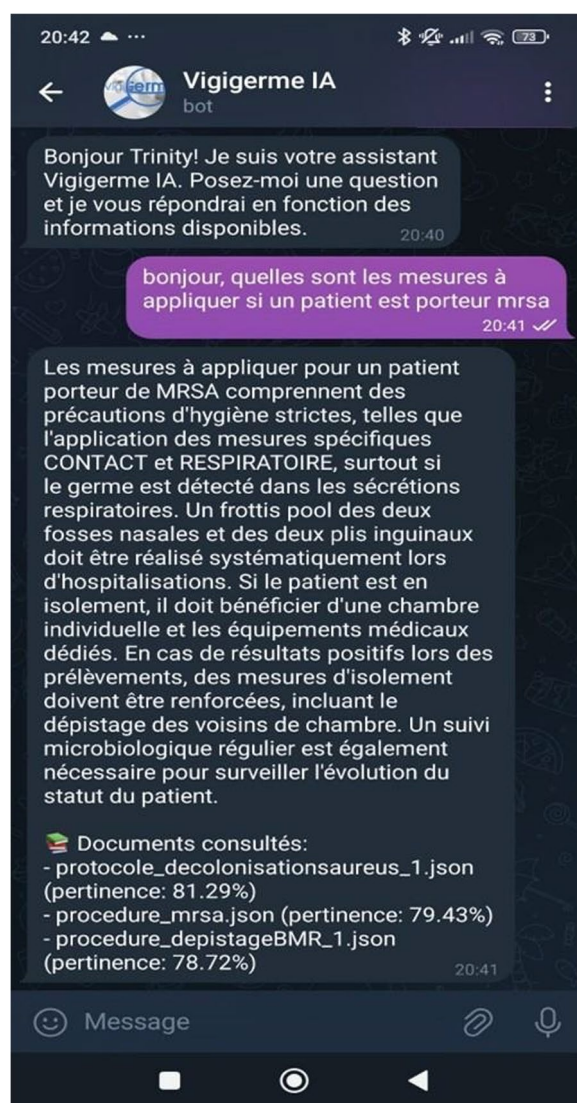 20:42 ...
73
Vigigerme IA
bot
Bonjour Trinity! Je suis votre assistant
Vigigerme IA. Posez-moi une question
et je vous répondrai en fonction des
informations disponibles.
20:40
bonjour, quelles sont les mesures à
appliquer si un patient est porteur mrsa
20:41
Les mesures à appliquer pour un patient
porteur de MRSA comprennent des
précautions d'hygiène strictes, telles que
l'application des mesures spécifiques
CONTACT et RESPIRATOIRE, surtout si
le germe est détecté dans les sécrétions
respiratoires. Un frottis pool des deux
fosses nasales et des deux plis inguinaux
doit être réalisé systématiquement lors
d'hospitalisations. Si le patient est en
isolement, il doit bénéficier d'une chambre
individuelle et les équipements médicaux
dédiés. En cas de résultats positifs lors des
prélèvements, des mesures d'isolement
doivent être renforcées, incluant le
dépistage des voisins de chambre. Un suivi
microbiologique régulier est également
nécessaire pour surveiller l'évolution du
statut du patient.
Documents consultés:
- protocole_decolonisationsaureus_1.json
(pertinence: 81.29%)
- procedure_mrsa.json (pertinence: 79.43%)
- procedure_depistageBMR_1.json
(pertinence: 78.72%)
20:41
Message